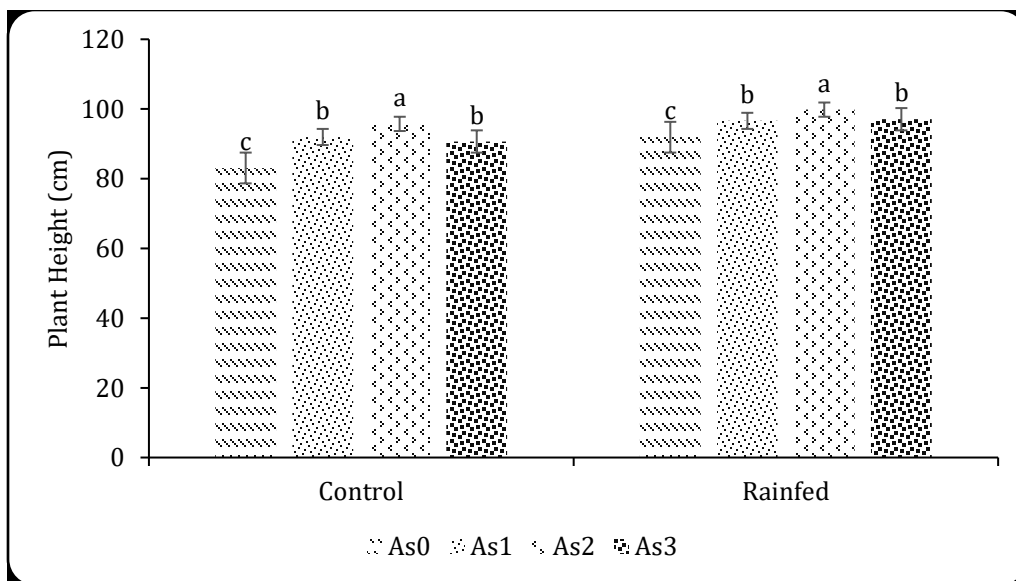 120
100
80
60
40
20
0
Plant Height (cm)
c
b
a
b
c
b
a
b
Control
Rainfed
As0 As1 As2 As3